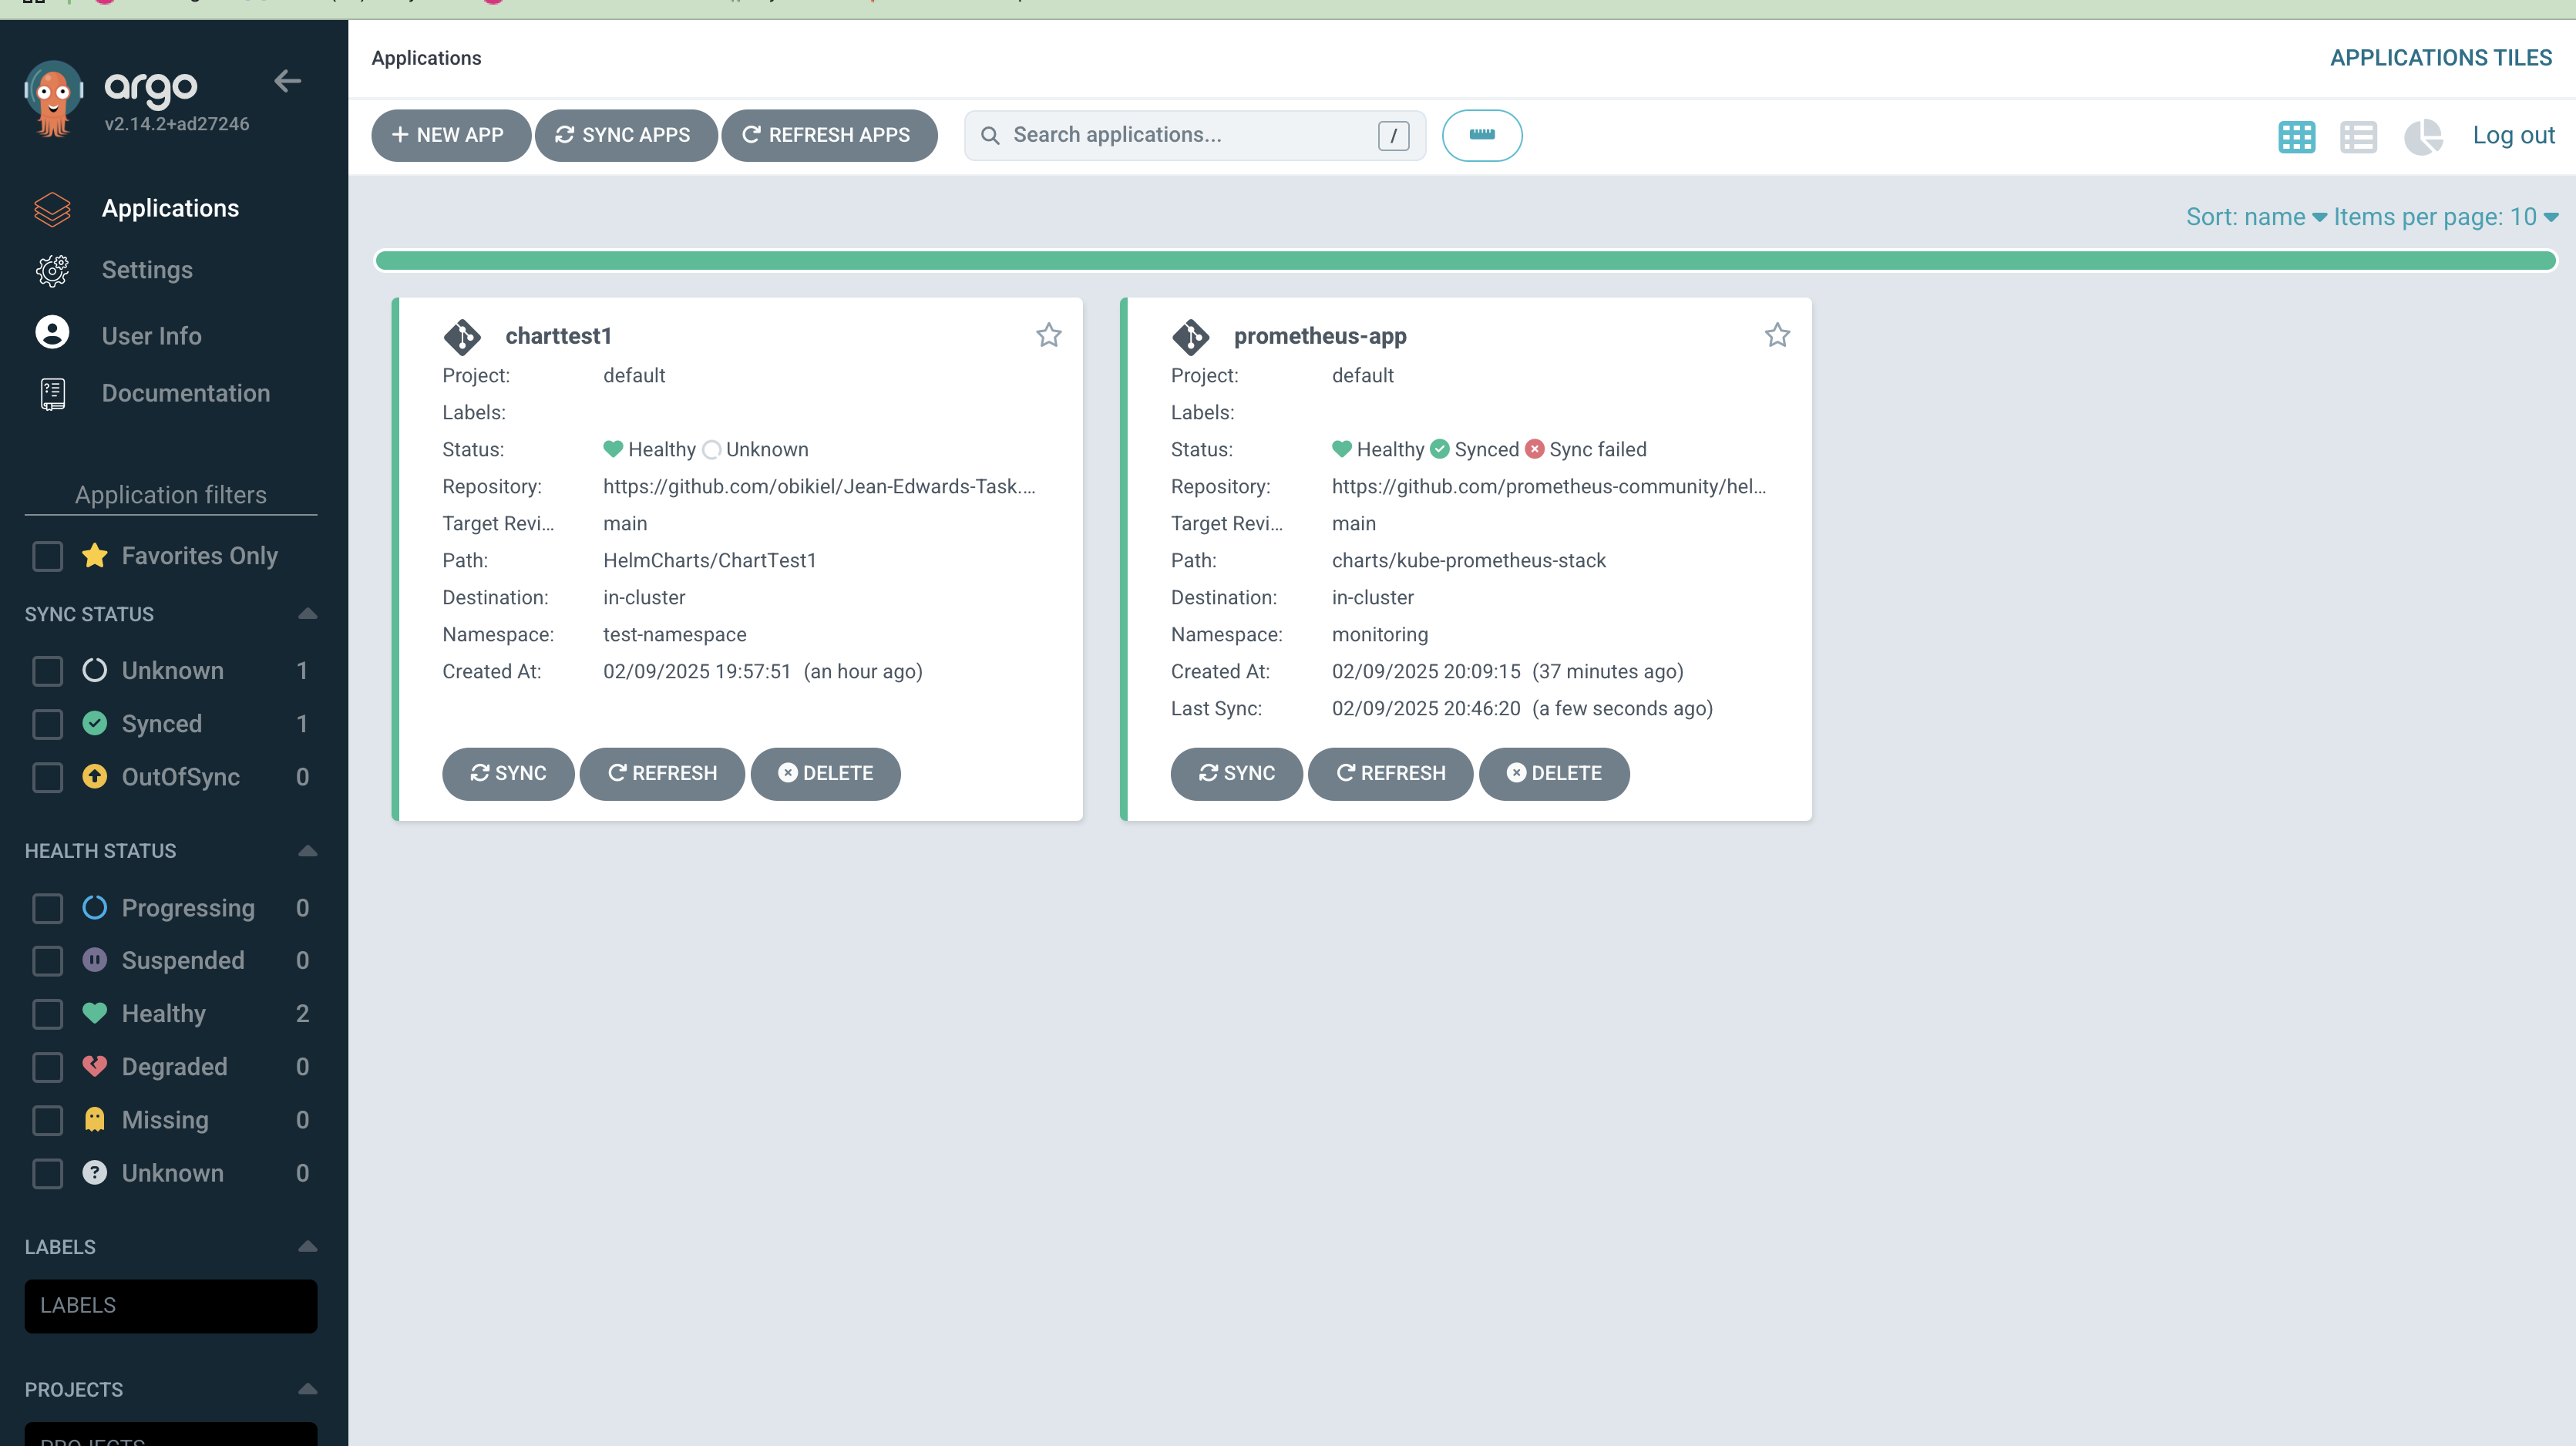 argo
v2.14.2+ad27246
Applications
Settings
User Info
Documentation
Application filters
Favorites Only
SYNC STATUS
Unknown 1
Synced 1
OutOfSync 0
HEALTH STATUS
Progressing 0
Suspended 0
Healthy 2
Degraded 0
Missing 0
Unknown 0
LABELS
LABELS
PROJECTS
PROJECTS
Applications APPLICATIONS TILES
+ NEW APP SYNC APPS REFRESH APPS Search applications... / Log out
Sort: name Items per page: 10
charttest1
Project: default
Labels:
Status: Healthy Unknown
Repository: https://github.com/obikiel/Jean-Edwards-Task....
Target Revi... main
Path: HelmCharts/ChartTest1
Destination: in-cluster
Namespace: test-namespace
Created At: 02/09/2025 19:57:51 (an hour ago)
SYNC REFRESH DELETE
prometheus-app
Project: default
Labels:
Status: Healthy Synced Sync failed
Repository: https://github.com/prometheus-community/hel...
Target Revi... main
Path: charts/kube-prometheus-stack
Destination: in-cluster
Namespace: monitoring
Created At: 02/09/2025 20:09:15 (37 minutes ago)
Last Sync: 02/09/2025 20:46:20 (a few seconds ago)
SYNC REFRESH DELETE